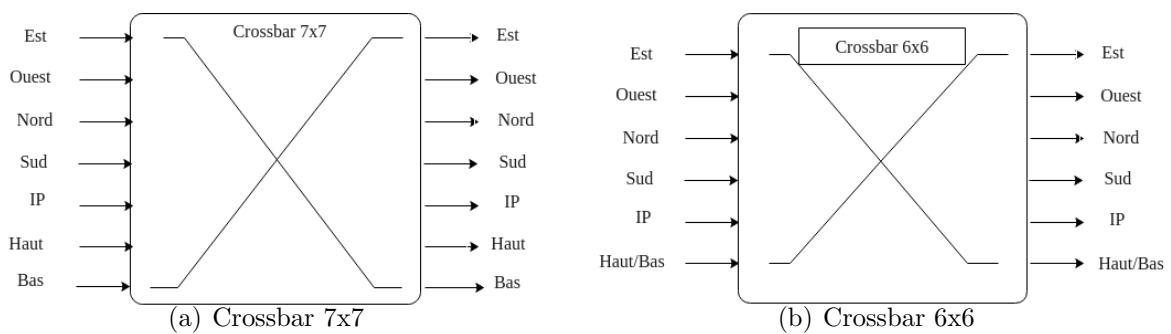 Crossbar 7x7
Est
Est
Ouest
Ouest
Nord
Nord
Sud
Sud
IP
IP
Haut
Haut
Bas
Bas
(a) Crossbar 7x7
Crossbar 6x6
Est
Est
Ouest
Ouest
Nord
Nord
Sud
Sud
IP
IP
Haut/Bas
Haut/Bas
(b) Crossbar 6x6